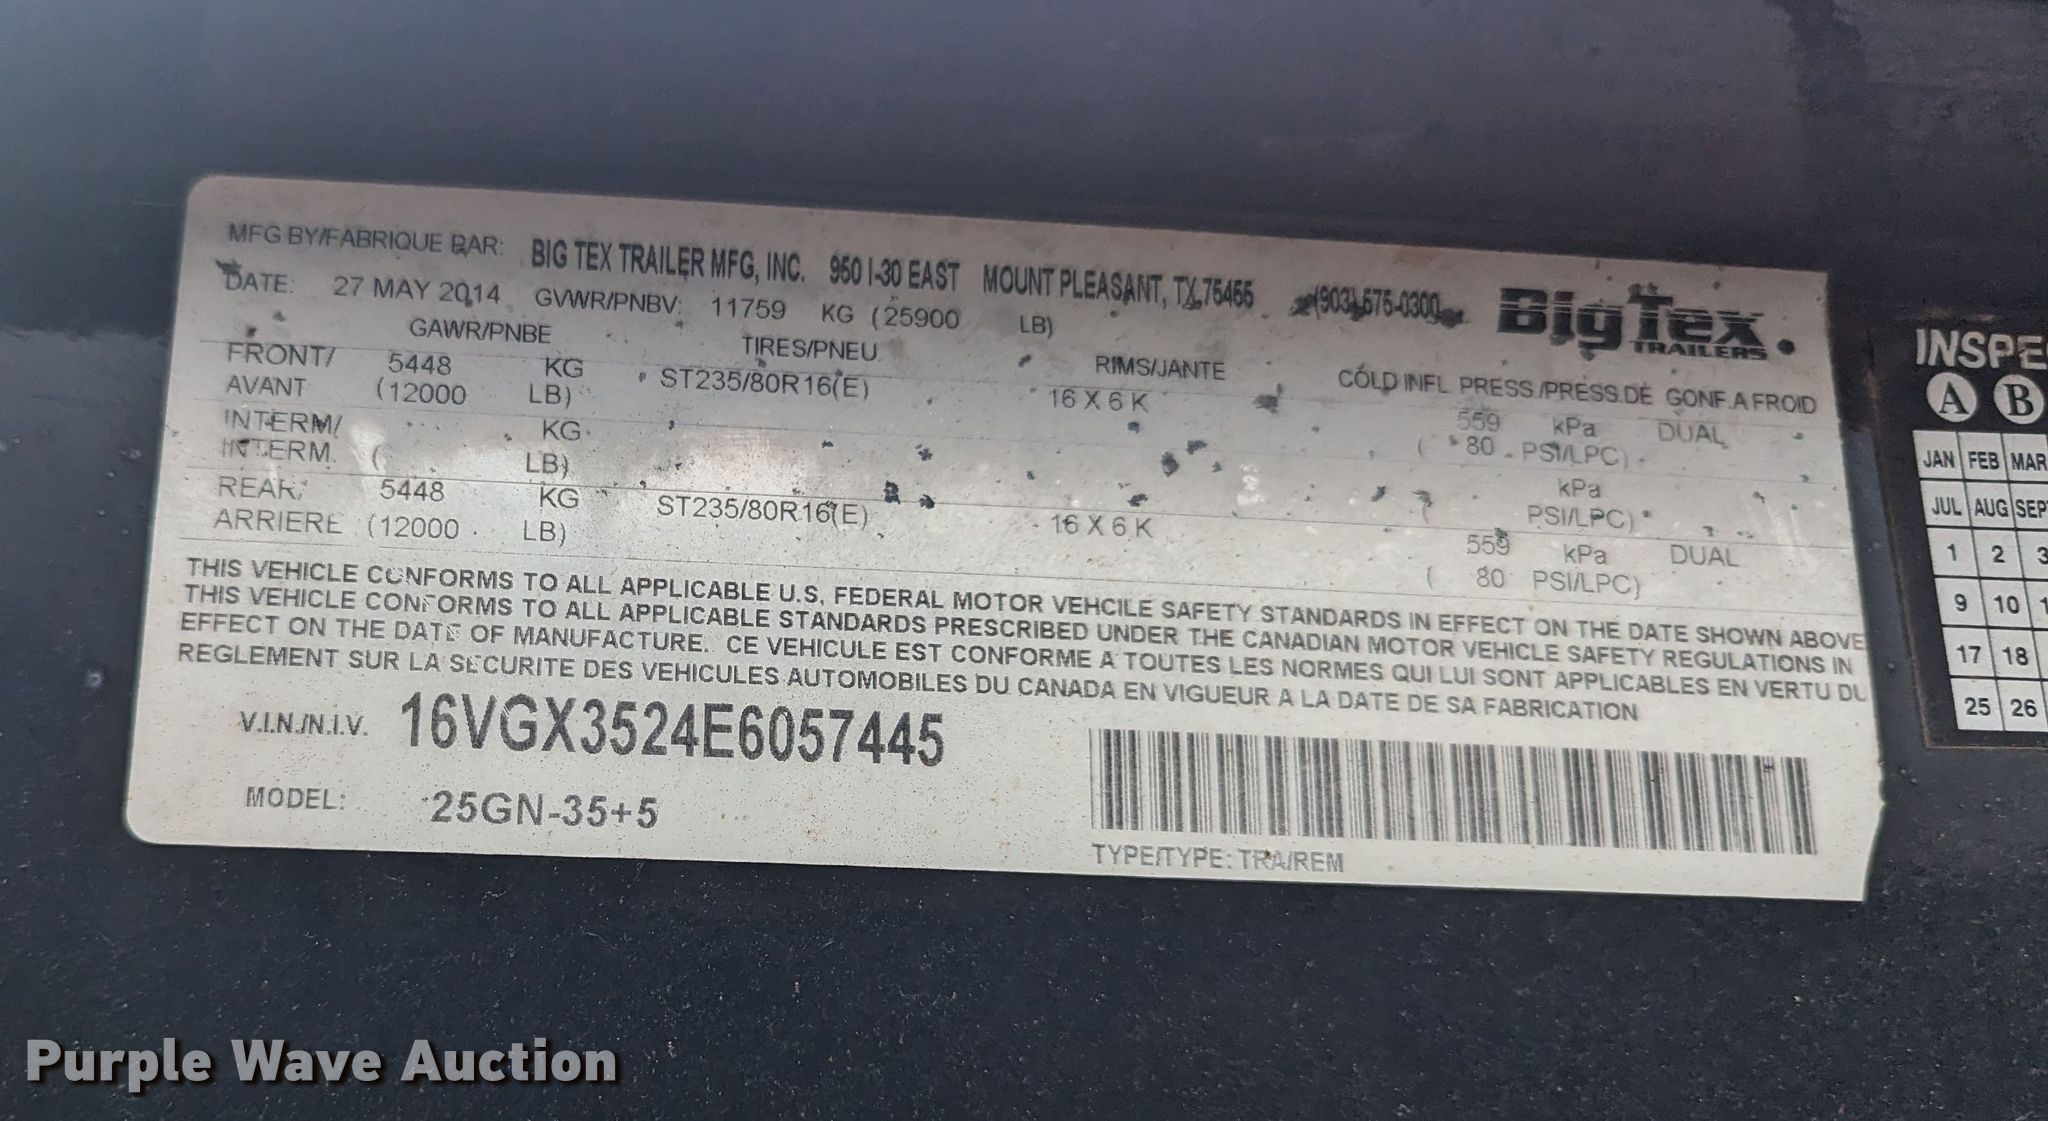 MFG BY/FABRIQUE BAR: BIG TEX TRAILER MFG, INC. 950 I-30 EAST MOUNT PLEASANT, TX 75455 (903) 575-0300
BigTex
TRAILERS
DATE: 27 MAY 2014 GVWR/PNBV: 11759 KG (25900 LB)
GAWR/PNBE TIRES/PNEU RIMS/JANTE COLD INFL PRESS./PRESS.DE GONF.A FROID
FRONT/ 5448 KG ST235/80R16(E) 16 X 6 K 559 kPa DUAL
AVANT (12000 LB) ( 80 PSI/LPC)
INTERM/ KG kPa
INTERM. ( LB) ( PSI/LPC)
REAR/ 5448 KG ST235/80R16(E) 16 X 6 K 559 kPa DUAL
ARRIERE (12000 LB) ( 80 PSI/LPC)
THIS VEHICLE CONFORMS TO ALL APPLICABLE U.S. FEDERAL MOTOR VEHCILE SAFETY STANDARDS IN EFFECT ON THE DATE SHOWN ABOVE
THIS VEHICLE CONFORMS TO ALL APPLICABLE STANDARDS PRESCRIBED UNDER THE CANADIAN MOTOR VEHICLE SAFETY REGULATIONS IN
EFFECT ON THE DATE OF MANUFACTURE. CE VEHICULE EST CONFORME A TOUTES LES NORMES QUI LUI SONT APPLICABLES EN VERTU DU
REGLEMENT SUR LA SECURITE DES VEHICULES AUTOMOBILES DU CANADA EN VIGUEUR A LA DATE DE SA FABRICATION
V.I.N./N.I.V. 16VGX3524E6057445
MODEL: 25GN-35+5
TYPE/TYPE: TRA/REM
INSPE
A B
JAN FEB MAR
JUL AUG SEP
1 2 3
9 10 1
17 18
25 26
Purple Wave Auction